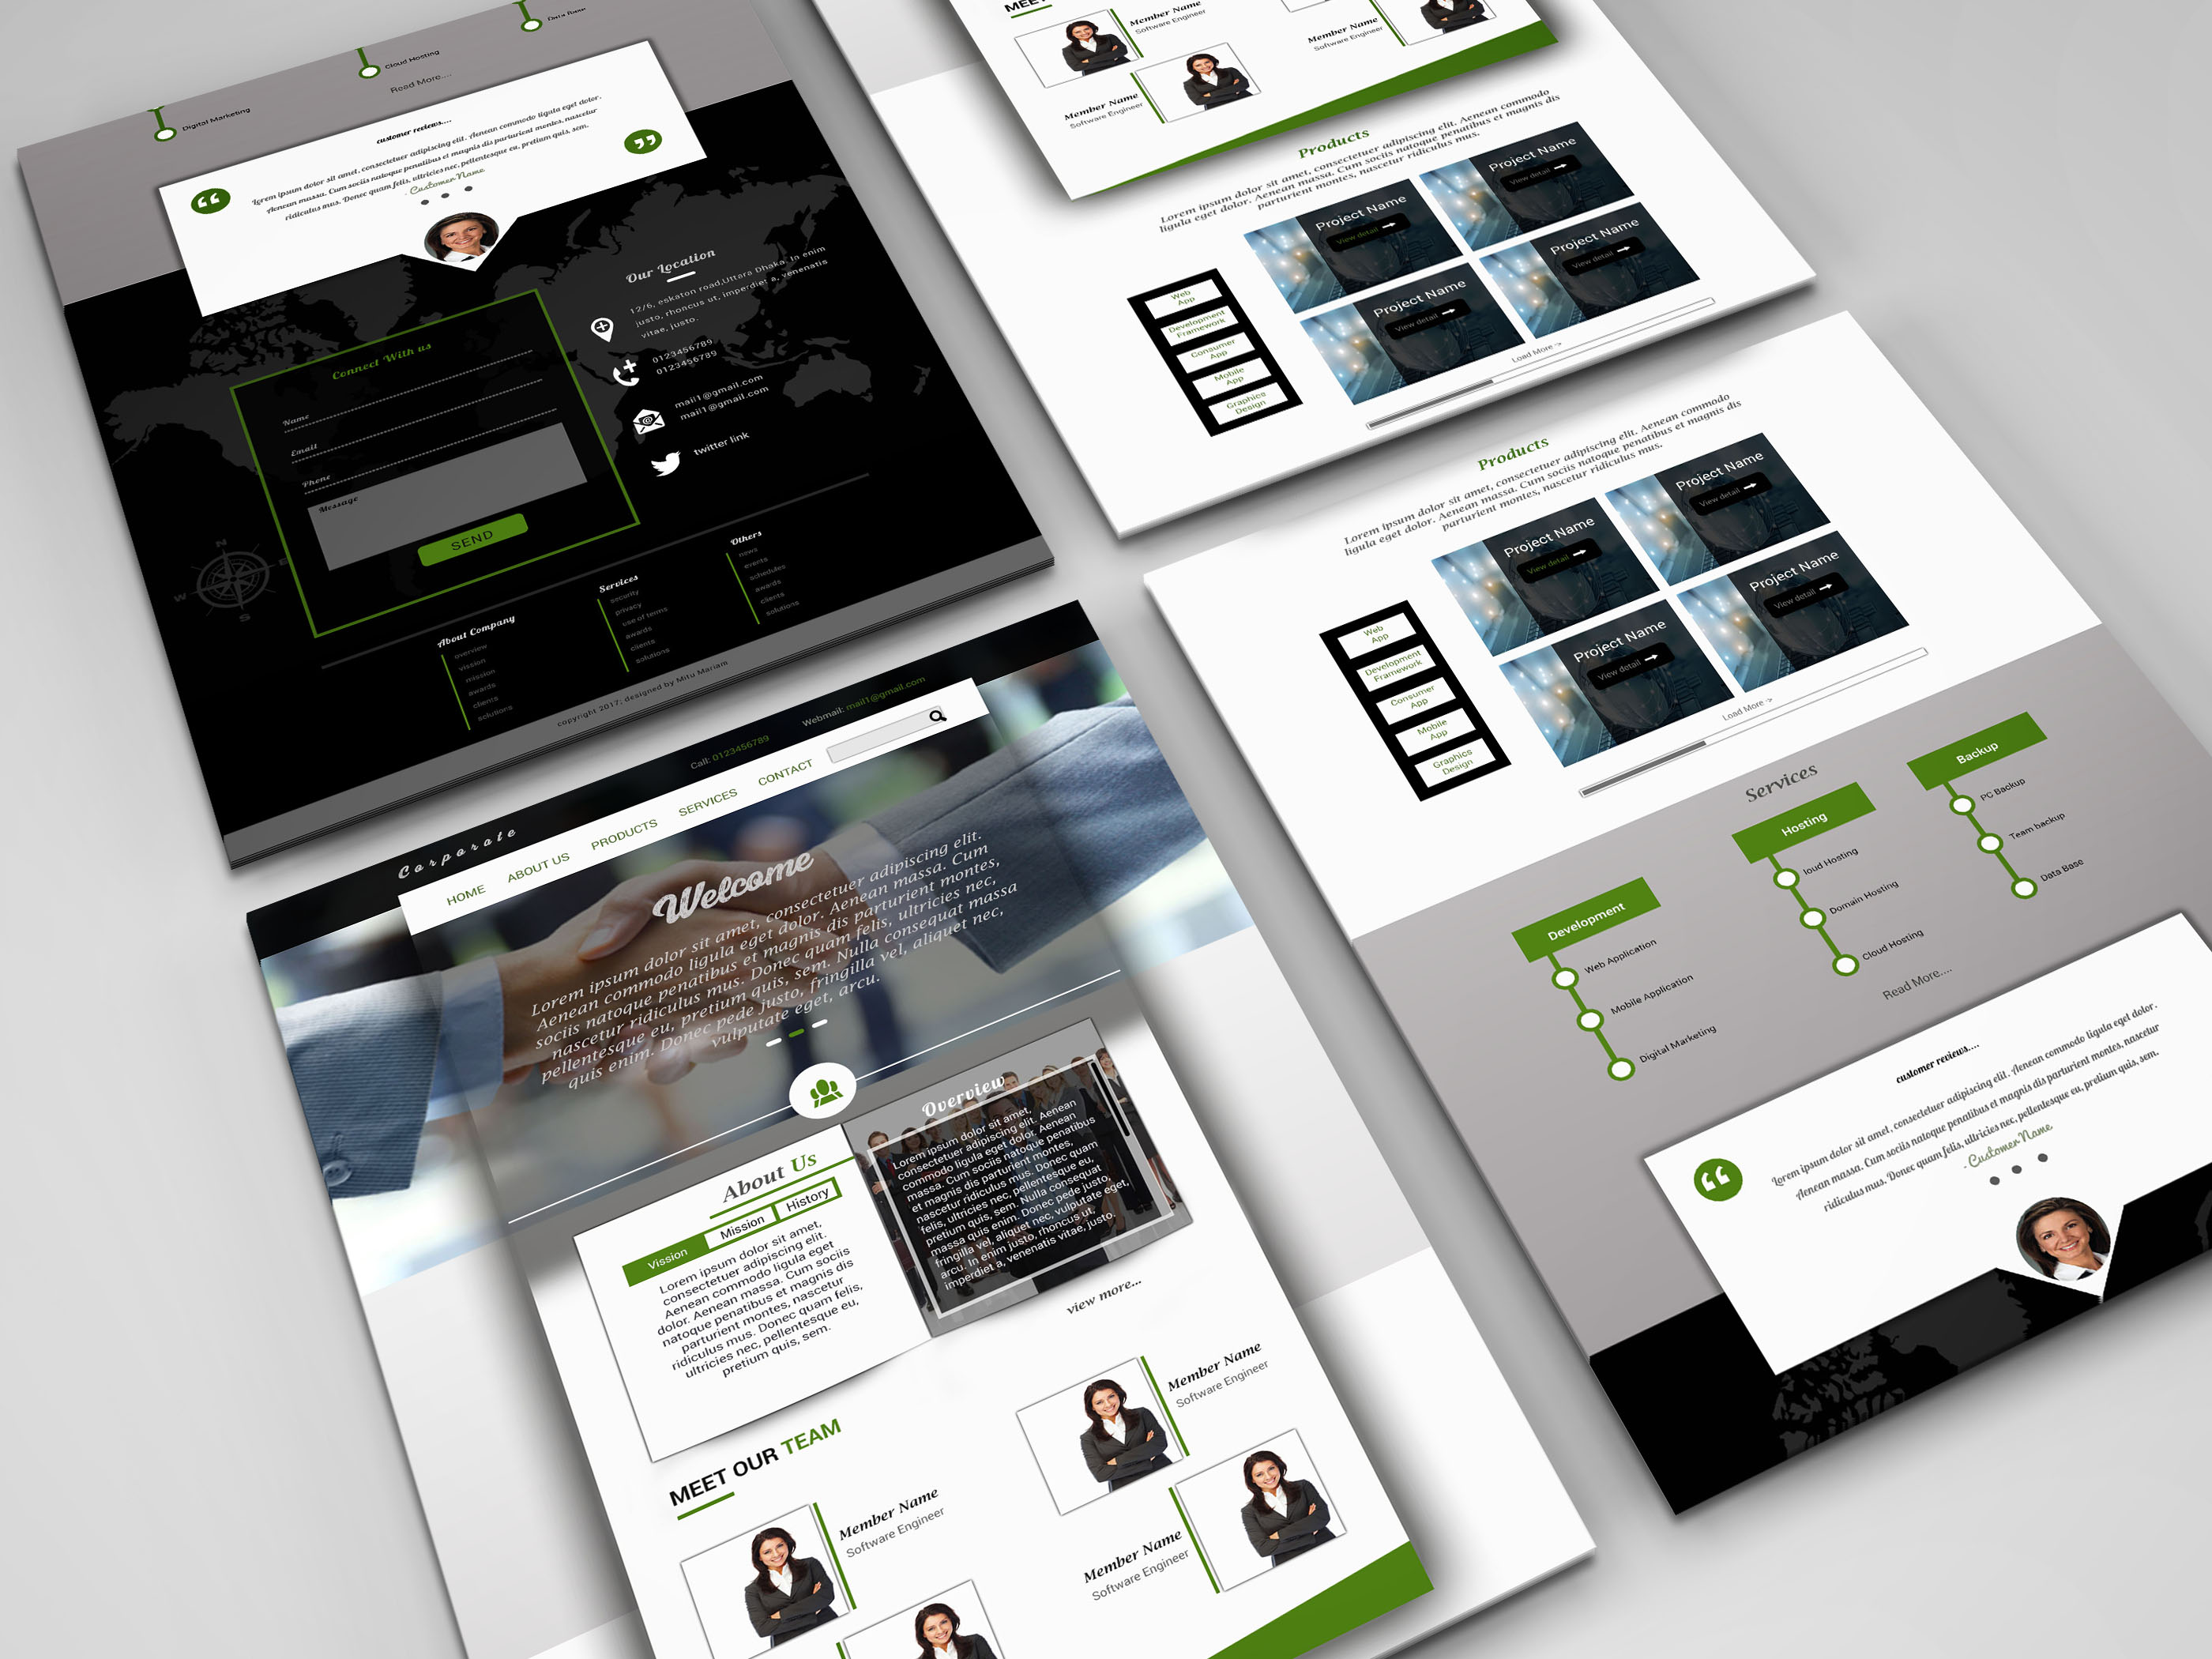 Data Base
Cloud Hosting
Digital Marketing
Read More....
customer reviews....
Lorem ipsum dolor sit amet, consectetuer adipiscing elit. Aenean commodo ligula eget dolor.
Aenean massa. Cum sociis natoque penatibus et magnis dis parturient montes, nascetur
ridiculus mus. Donec quam felis, ultricies nec, pellentesque eu, pretium quis, sem.
- Customer Name
Our Location
12/6, eskaton road,Uttara Dhaka. In enim
justo, rhoncus ut, imperdiet a, venenatis
vitae, justo.
0123456789
0123456789
mail1@gmail.com
mail1@gmail.com
twitter link
Connect With us
Name
Email
Phone
Message
SEND
N
E
W
S
About Company
overview
vission
mission
awards
clients
solutions
Services
security
privacy
use of terms
awards
clients
solutions
Others
news
events
schedules
awards
clients
solutions
copyright 2017, designed by Mitu Mariam
MEET
Member Name
Software Engineer
Member Name
Software Engineer
Member Name
Software Engineer
Products
Lorem ipsum dolor sit amet, consectetuer adipiscing elit. Aenean commodo
ligula eget dolor. Aenean massa. Cum sociis natoque penatibus et magnis dis
parturient montes, nascetur ridiculus mus.
Web
App
Development
Framework
Consumer
App
Mobile
App
Graphics
Design
Project Name
View detail
Project Name
View detail
Project Name
View detail
Project Name
View detail
Load More ->
Corporate
Call: 0123456789
Webmail: mail1@gmail.com
HOME
ABOUT US
PRODUCTS
SERVICES
CONTACT
Welcome
Lorem ipsum dolor sit amet, consectetuer adipiscing elit.
Aenean commodo ligula eget dolor. Aenean massa. Cum
sociis natoque penatibus et magnis dis parturient montes,
nascetur ridiculus mus. Donec quam felis, ultricies nec,
pellentesque eu, pretium quis, sem. Nulla consequat massa
quis enim. Donec pede justo, fringilla vel, aliquet nec,
vulputate eget, arcu.
About Us
Vission
Mission
History
Lorem ipsum dolor sit amet,
consectetuer adipiscing elit.
Aenean commodo ligula eget
dolor. Aenean massa. Cum sociis
natoque penatibus et magnis dis
parturient montes, nascetur
ridiculus mus. Donec quam felis,
ultricies nec, pellentesque eu,
pretium quis, sem.
Overview
Lorem ipsum dolor sit amet,
consectetuer adipiscing elit. Aenean
commodo ligula eget dolor. Aenean
massa. Cum sociis natoque penatibus
et magnis dis parturient montes,
nascetur ridiculus mus. Donec quam
felis, ultricies nec, pellentesque eu,
pretium quis, sem. Nulla consequat
massa quis enim. Donec pede justo,
fringilla vel, aliquet nec, vulputate eget,
arcu. In enim justo, rhoncus ut,
imperdiet a, venenatis vitae, justo.
view more...
MEET OUR TEAM
Member Name
Software Engineer
Member Name
Software Engineer
Member Name
Software Engineer
Products
Lorem ipsum dolor sit amet, consectetuer adipiscing elit. Aenean commodo
ligula eget dolor. Aenean massa. Cum sociis natoque penatibus et magnis dis
parturient montes, nascetur ridiculus mus.
Web
App
Development
Framework
Consumer
App
Mobile
App
Graphics
Design
Project Name
View detail
Project Name
View detail
Project Name
View detail
Project Name
View detail
Load More ->
Services
Development
Web Application
Mobile Application
Digital Marketing
Hosting
loud Hosting
Domain Hosting
Cloud Hosting
Backup
PC Backup
Team backup
Data Base
Read More....
customer reviews....
Lorem ipsum dolor sit amet, consectetuer adipiscing elit. Aenean commodo ligula eget dolor.
Aenean massa. Cum sociis natoque penatibus et magnis dis parturient montes, nascetur
ridiculus mus. Donec quam felis, ultricies nec, pellentesque eu, pretium quis, sem.
- Customer Name